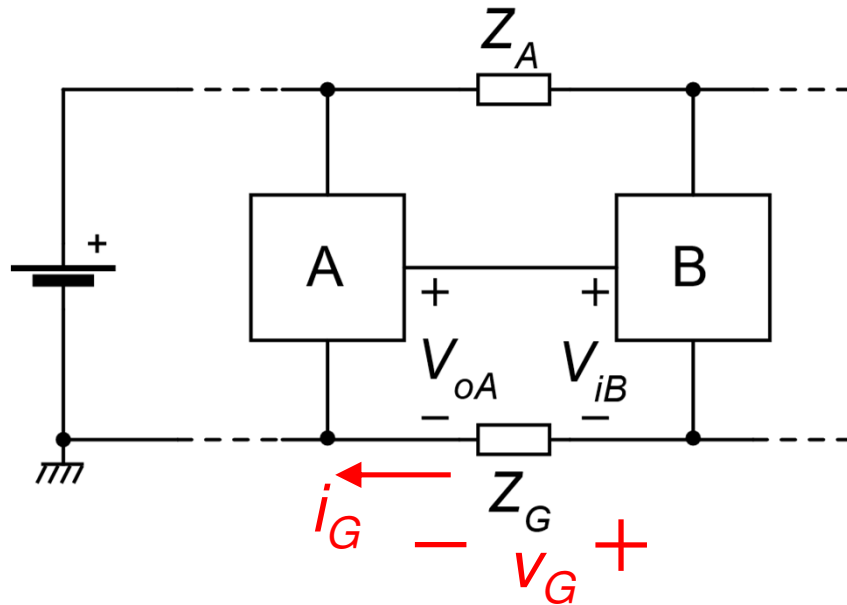 Z_A
+
A
B
+ +
V_oA V_iB
− −
Z_G
i_G
− v_G +